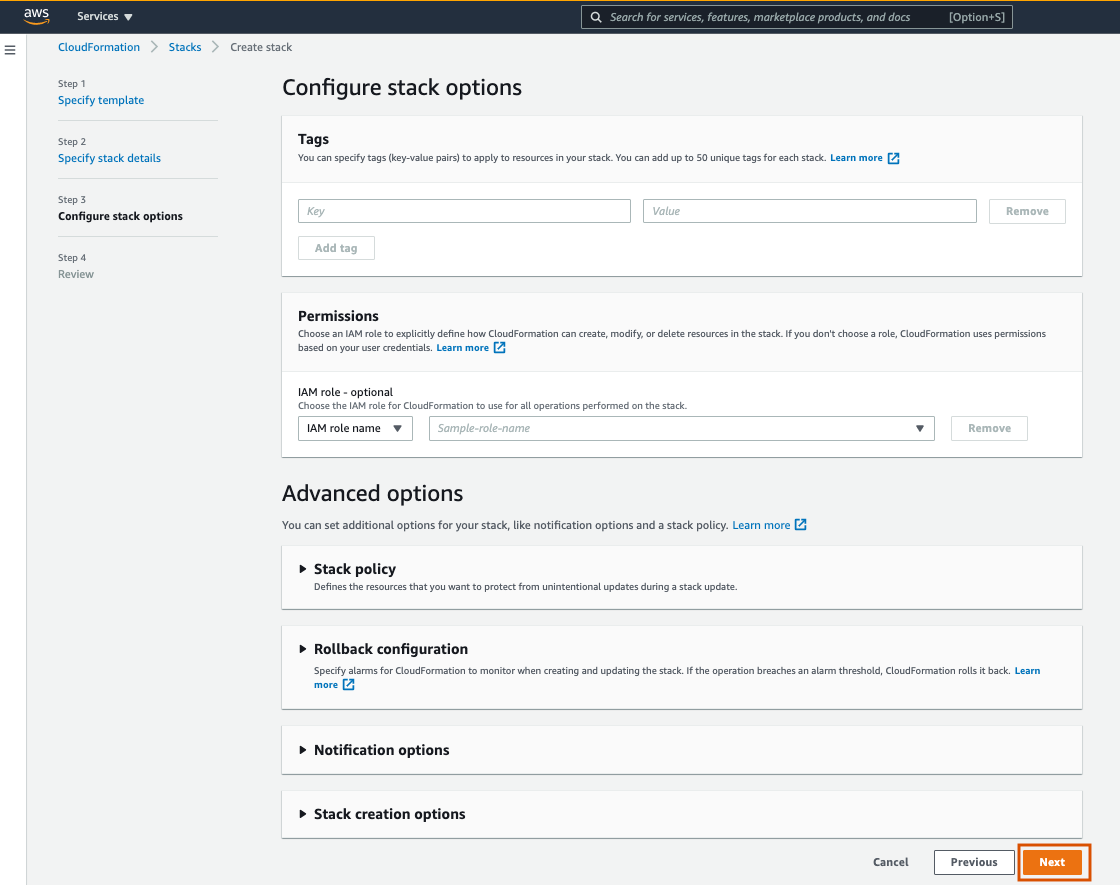 aws
Services
Search for services, features, marketplace products, and docs
[Option+S]
CloudFormation
Stacks
Create stack
Step 1
Specify template
Step 2
Specify stack details
Step 3
Configure stack options
Step 4
Review
Configure stack options
Tags
You can specify tags (key-value pairs) to apply to resources in your stack. You can add up to 50 unique tags for each stack. Learn more
Key
Value
Remove
Add tag
Permissions
Choose an IAM role to explicitly define how CloudFormation can create, modify, or delete resources in the stack. If you don't choose a role, CloudFormation uses permissions
based on your user credentials. Learn more
IAM role - optional
Choose the IAM role for CloudFormation to use for all operations performed on the stack.
IAM role name
Sample-role-name
Remove
Advanced options
You can set additional options for your stack, like notification options and a stack policy. Learn more
Stack policy
Defines the resources that you want to protect from unintentional updates during a stack update.
Rollback configuration
Specify alarms for CloudFormation to monitor when creating and updating the stack. If the operation breaches an alarm threshold, CloudFormation rolls it back. Learn
more
Notification options
Stack creation options
Cancel
Previous
Next